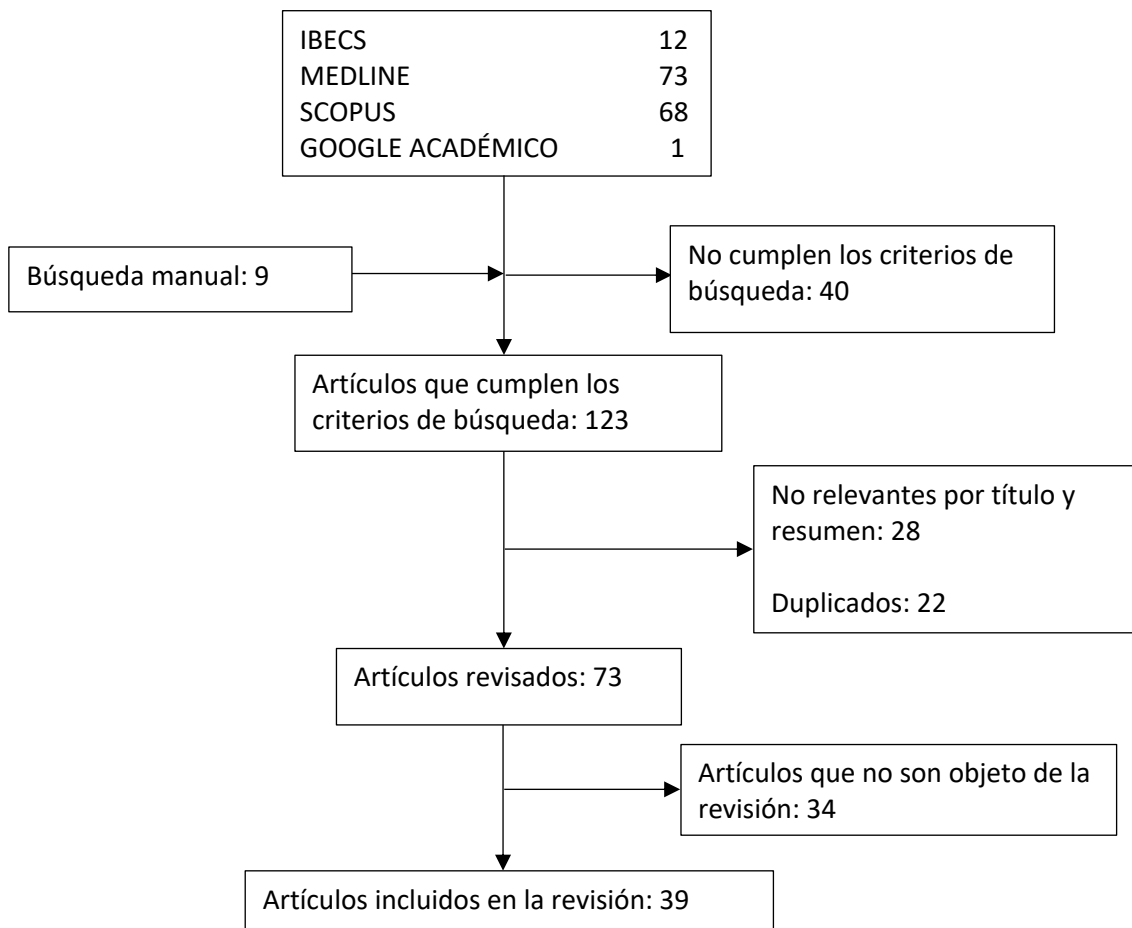 IBECS 12
MEDLINE 73
SCOPUS 68
GOOGLE ACADÉMICO 1
Búsqueda manual: 9
No cumplen los criterios de
búsqueda: 40
Artículos que cumplen los
criterios de búsqueda: 123
No relevantes por título y
resumen: 28
Duplicados: 22
Artículos revisados: 73
Artículos que no son objeto de la
revisión: 34
Artículos incluidos en la revisión: 39